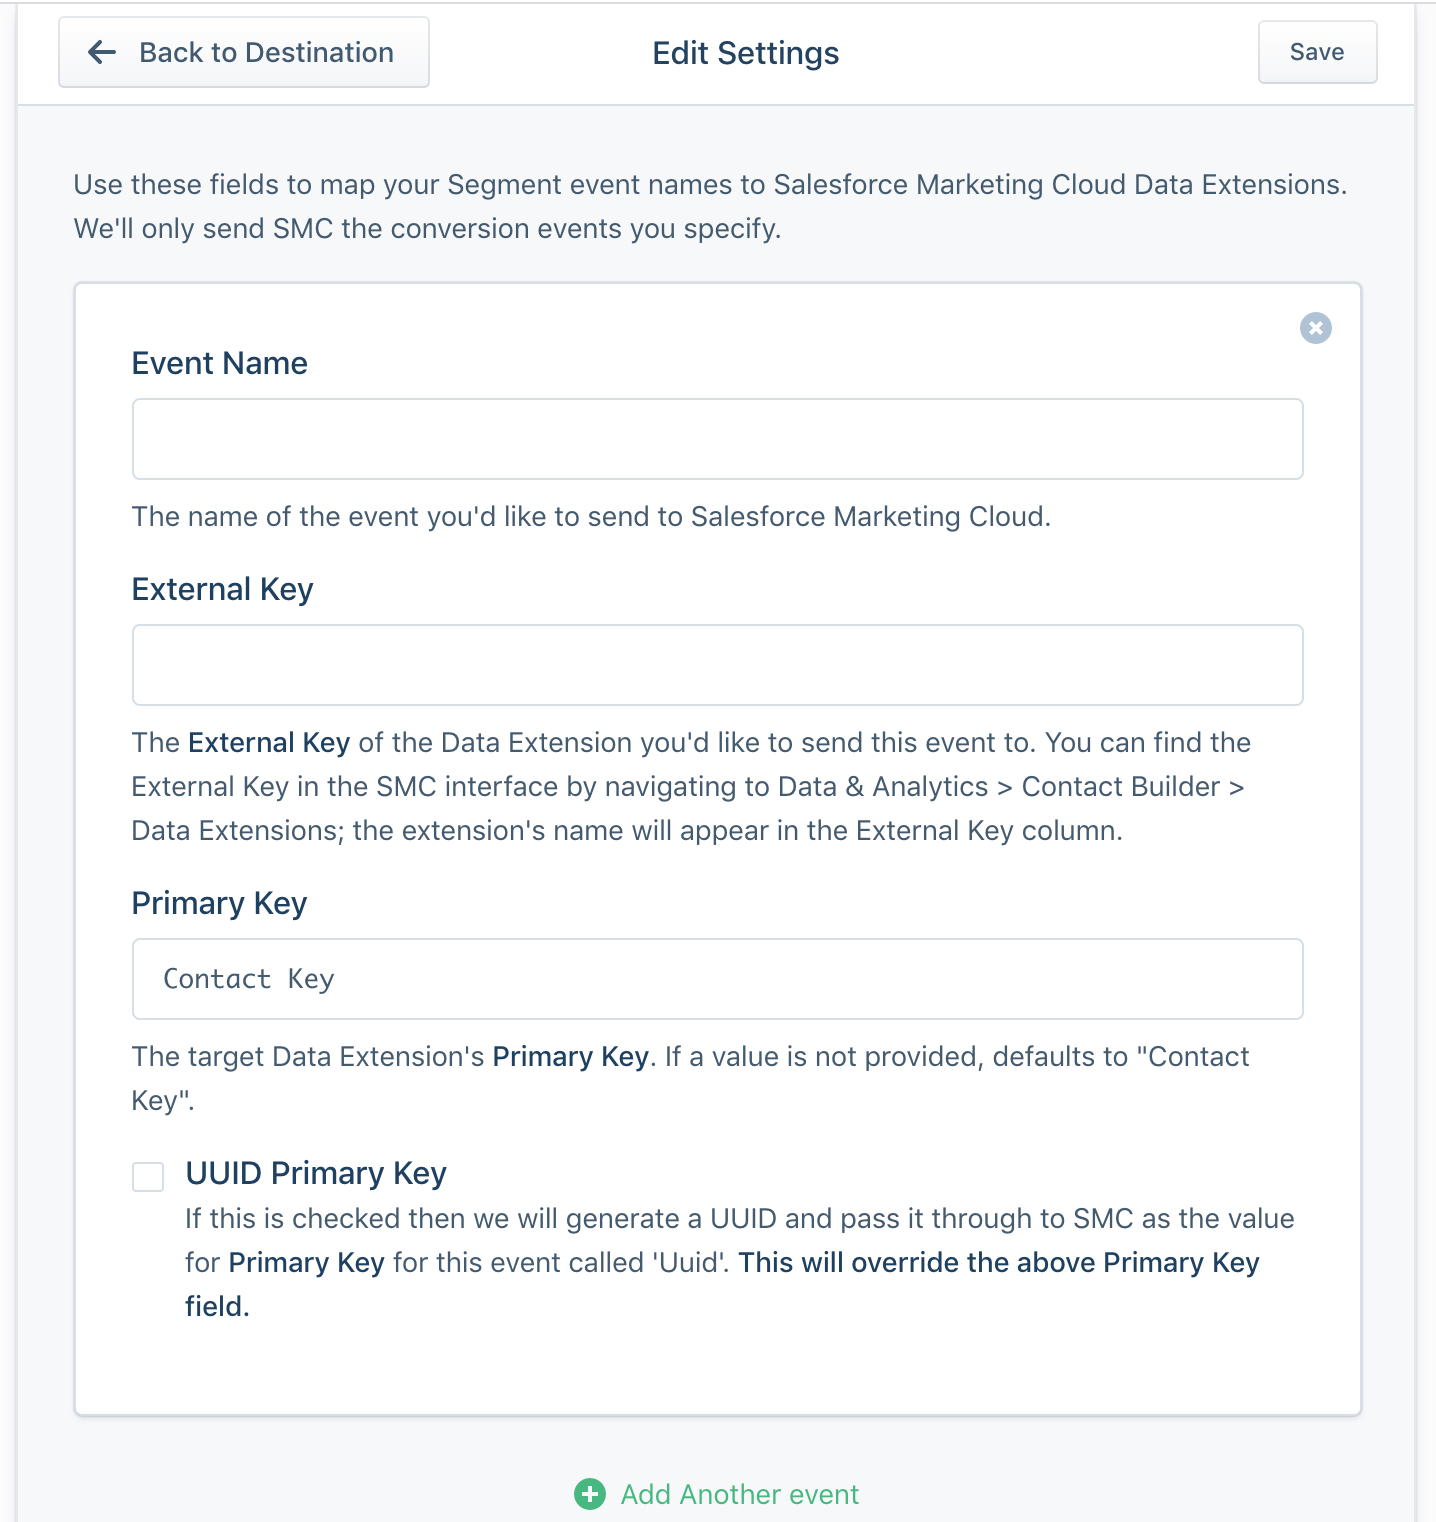 Back to Destination
Edit Settings
Save
Use these fields to map your Segment event names to Salesforce Marketing Cloud Data Extensions.
We'll only send SMC the conversion events you specify.
Event Name
The name of the event you'd like to send to Salesforce Marketing Cloud.
External Key
The External Key of the Data Extension you'd like to send this event to. You can find the
External Key in the SMC interface by navigating to Data & Analytics > Contact Builder >
Data Extensions; the extension's name will appear in the External Key column.
Primary Key
Contact Key
The target Data Extension's Primary Key. If a value is not provided, defaults to "Contact
Key".
UUID Primary Key
If this is checked then we will generate a UUID and pass it through to SMC as the value
for Primary Key for this event called 'Uuid'. This will override the above Primary Key
field.
Add Another event